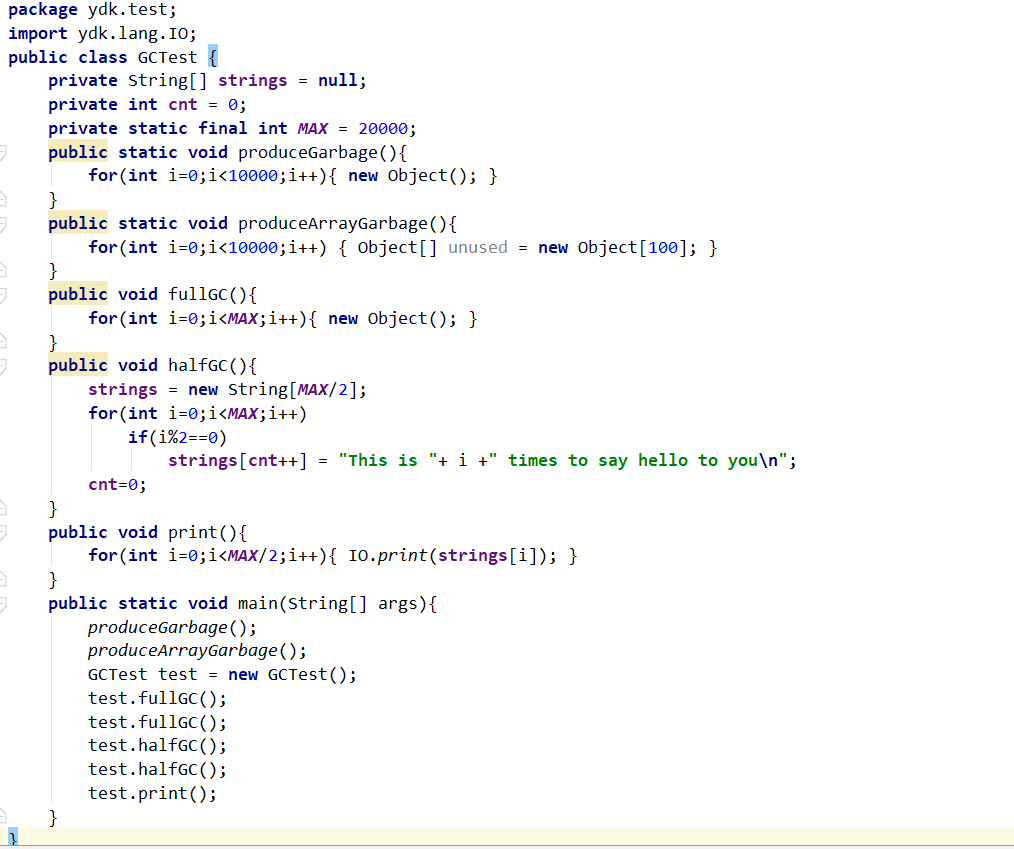 package ydk.test;
import ydk.lang.IO;
public class GCTest {
    private String[] strings = null;
    private int cnt = 0;
    private static final int MAX = 20000;
    public static void produceGarbage(){
        for(int i=0;i<10000;i++){ new Object(); }
    }
    public static void produceArrayGarbage(){
        for(int i=0;i<10000;i++) { Object[] unused = new Object[100]; }
    }
    public void fullGC(){
        for(int i=0;i<MAX;i++){ new Object(); }
    }
    public void halfGC(){
        strings = new String[MAX/2];
        for(int i=0;i<MAX;i++)
            if(i%2==0)
                strings[cnt++] = "This is "+ i +" times to say hello to you\n";
        cnt=0;
    }
    public void print(){
        for(int i=0;i<MAX/2;i++){ IO.print(strings[i]); }
    }
    public static void main(String[] args){
        produceGarbage();
        produceArrayGarbage();
        GCTest test = new GCTest();
        test.fullGC();
        test.fullGC();
        test.halfGC();
        test.halfGC();
        test.print();
    }
}